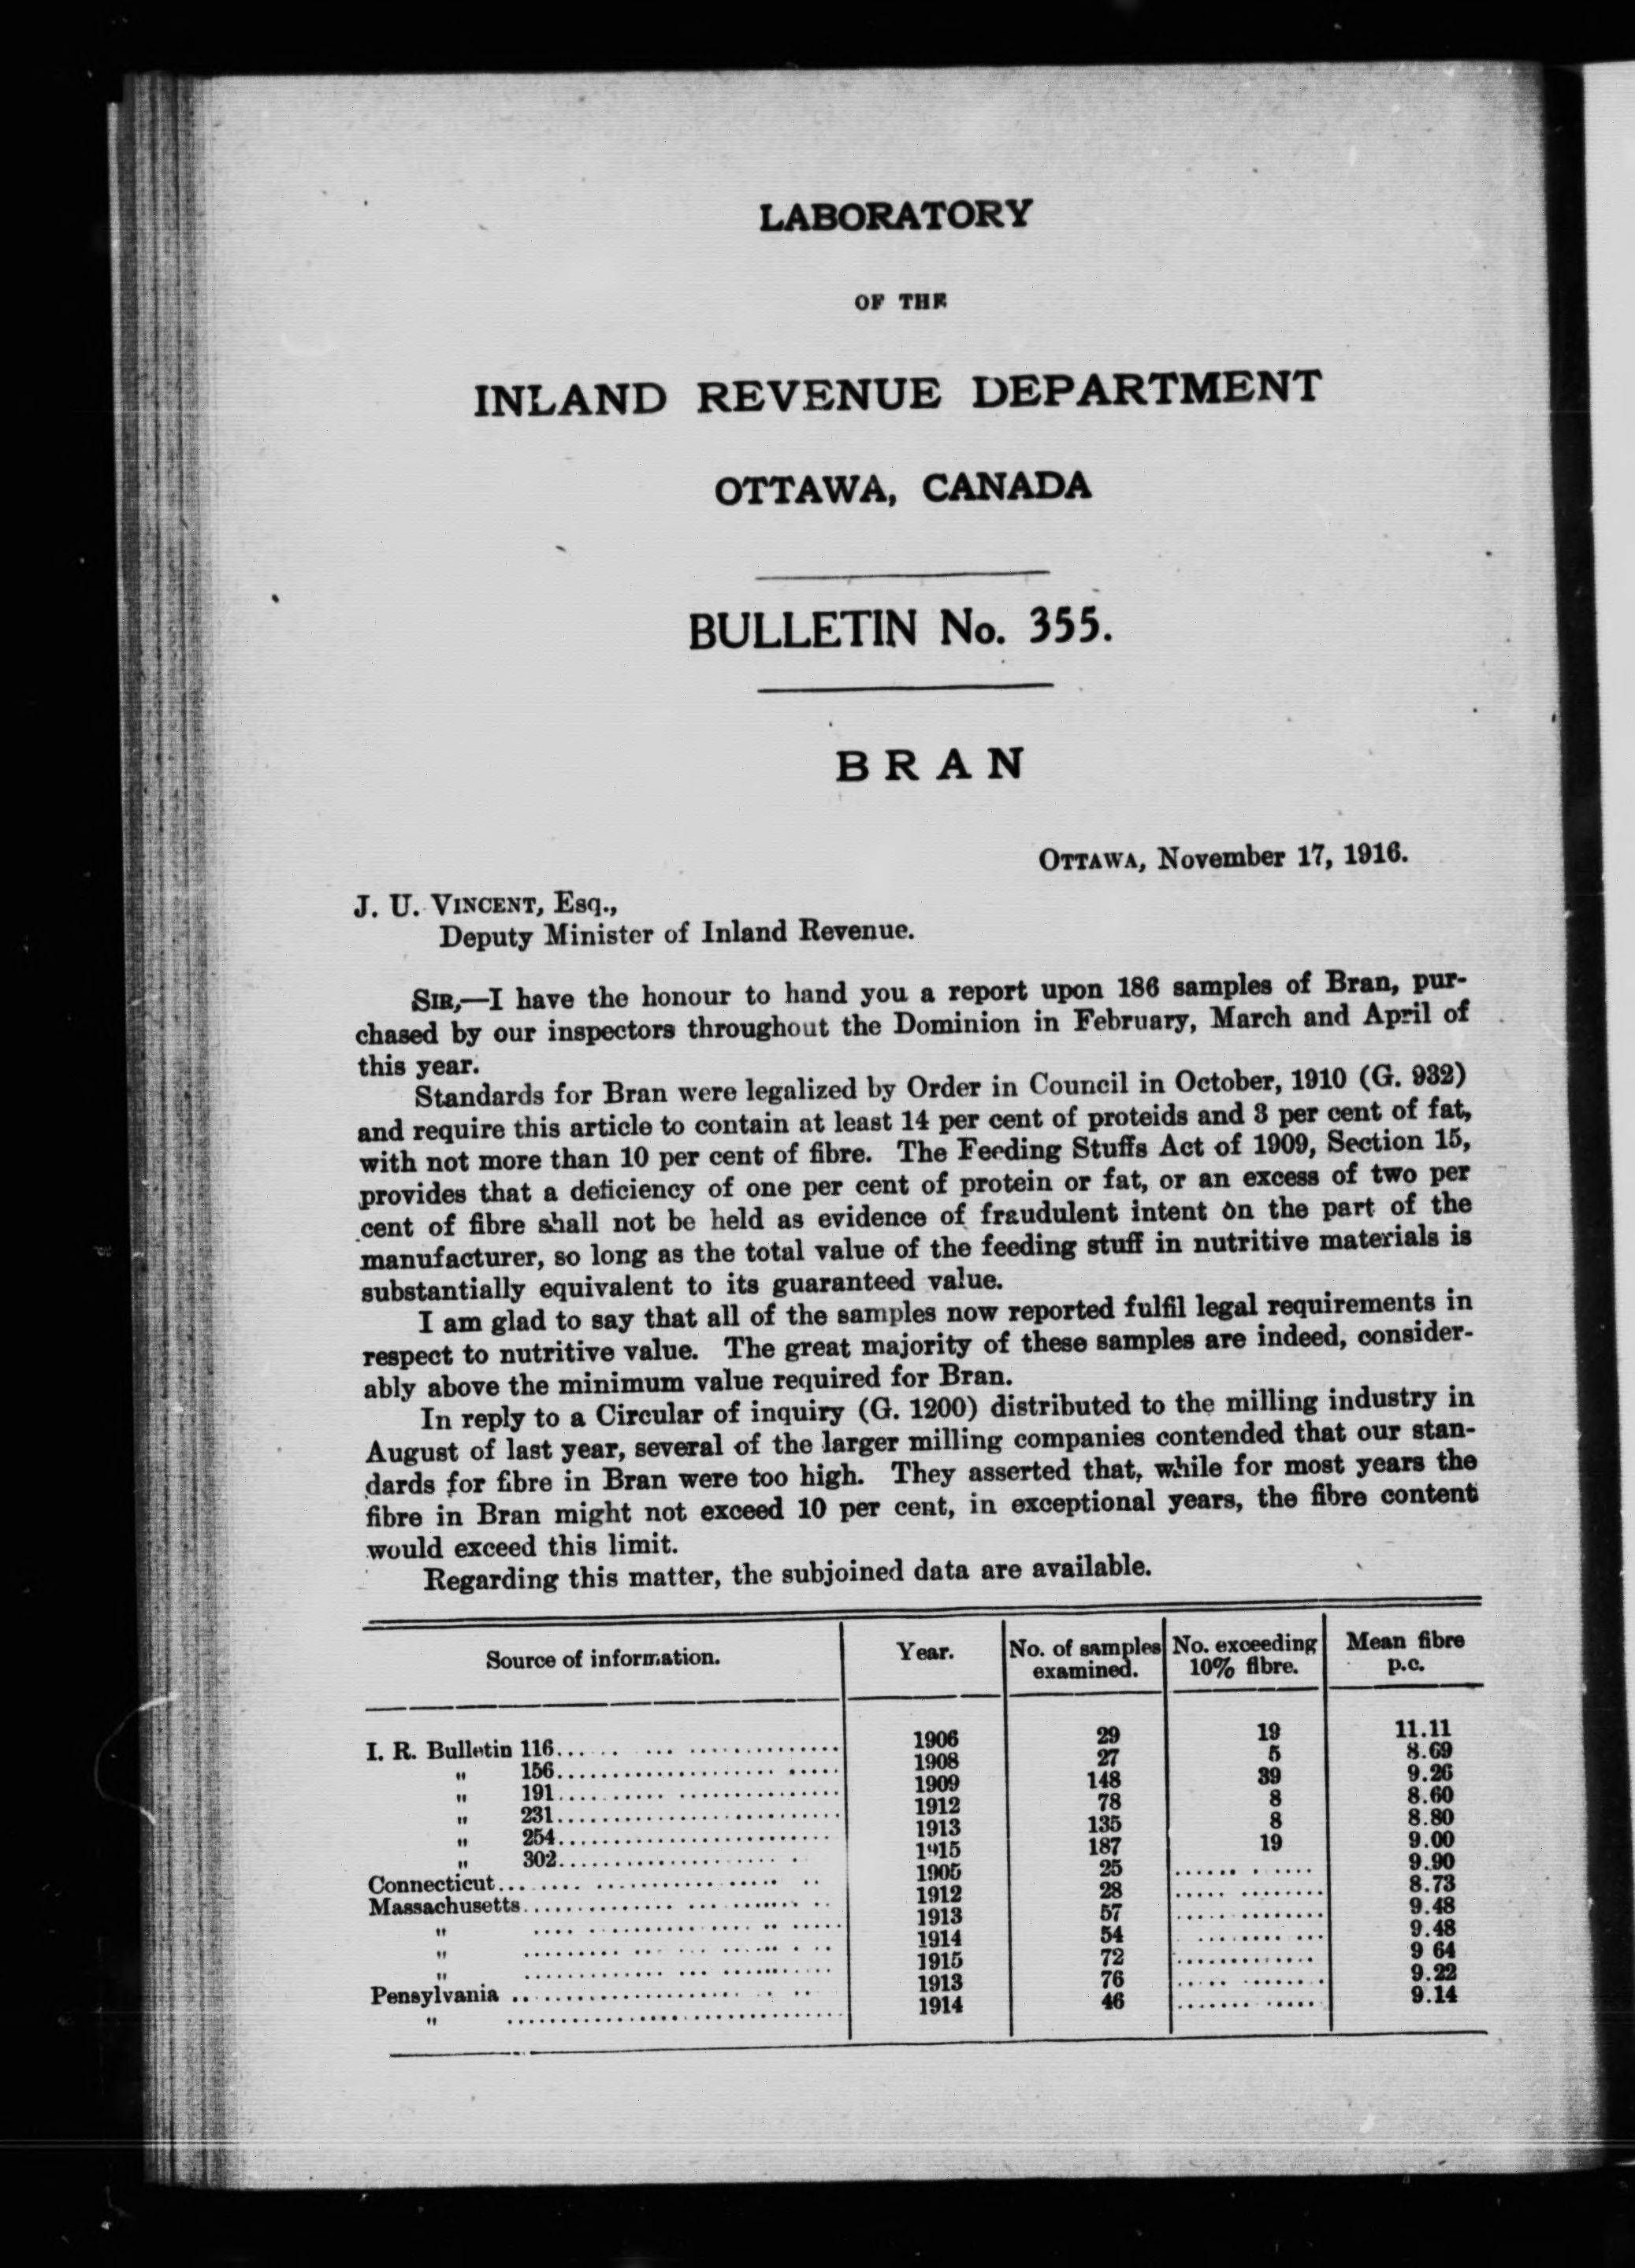 LABORATORY
OF THE
INLAND REVENUE DEPARTMENT
OTTAWA, CANADA
BULLETIN No. 355.
BRAN
OTTAWA, November 17, 1916.
J. U. VINCENT, Esq.,
Deputy Minister of Inland Revenue.
SIR,—I have the honour to hand you a report upon 186 samples of Bran, pur-
chased by our inspectors throughout the Dominion in February, March and April of
this year.
Standards for Bran were legalized by Order in Council in October, 1910 (G. 932)
and require this article to contain at least 14 per cent of proteids and 3 per cent of fat,
with not more than 10 per cent of fibre. The Feeding Stuffs Act of 1909, Section 15,
provides that a deficiency of one per cent of protein or fat, or an excess of two per
cent of fibre shall not be held as evidence of fraudulent intent on the part of the
manufacturer, so long as the total value of the feeding stuff in nutritive materials is
substantially equivalent to its guaranteed value.
I am glad to say that all of the samples now reported fulfil legal requirements in
respect to nutritive value. The great majority of these samples are indeed, consider-
ably above the minimum value required for Bran.
In reply to a Circular of inquiry (G. 1200) distributed to the milling industry in
August of last year, several of the larger milling companies contended that our stan-
dards for fibre in Bran were too high. They asserted that, while for most years the
fibre in Bran might not exceed 10 per cent, in exceptional years, the fibre content
would exceed this limit.
Regarding this matter, the subjoined data are available.
Source of information. Year. No. of samples examined. No. exceeding 10% fibre. Mean fibre p.c.
I. R. Bulletin 116 1906 29 19 11.11
" 156 1908 27 5 8.69
" 191 1909 148 39 9.26
" 231 1912 78 8 8.60
" 254 1913 135 8 8.80
" 302 1915 187 19 9.00
Connecticut 1905 25 9.90
Massachusetts 1912 28 8.73
" 1913 57 9.48
" 1914 54 9.48
" 1915 72 9 64
Pensylvania 1913 76 9.22
" 1914 46 9.14